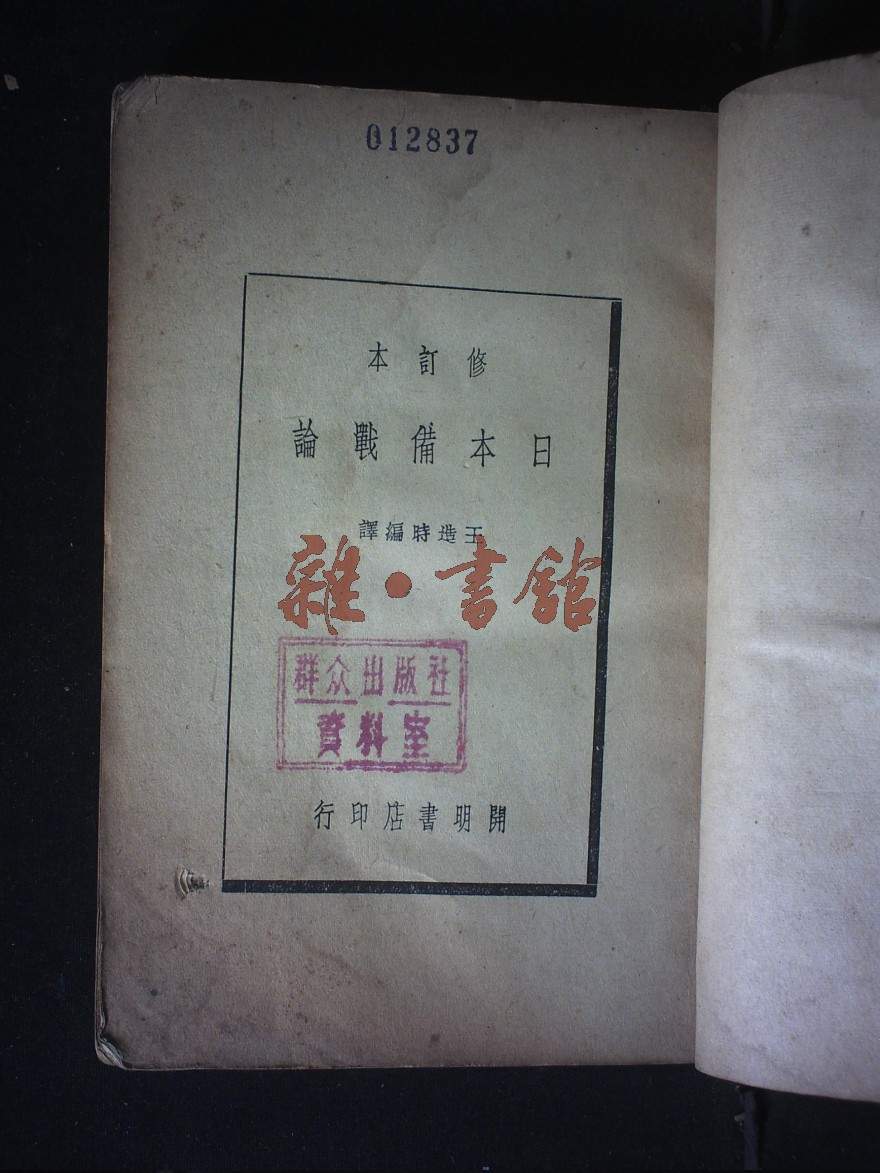 012837
修訂本
日本備戰論
王造時編譯
雜·書館
群众出版社
資料室
開明書店印行